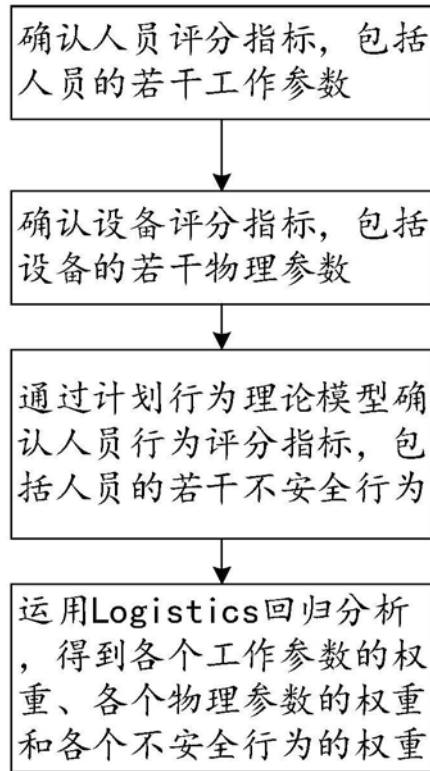 确认人员评分指标，包括
人员的若干工作参数
确认设备评分指标，包括
设备的若干物理参数
通过计划行为理论模型确
认人员行为评分指标，包
括人员的若干不安全行为
运用Logistics回归分析
，得到各个工作参数的权
重、各个物理参数的权重
和各个不安全行为的权重